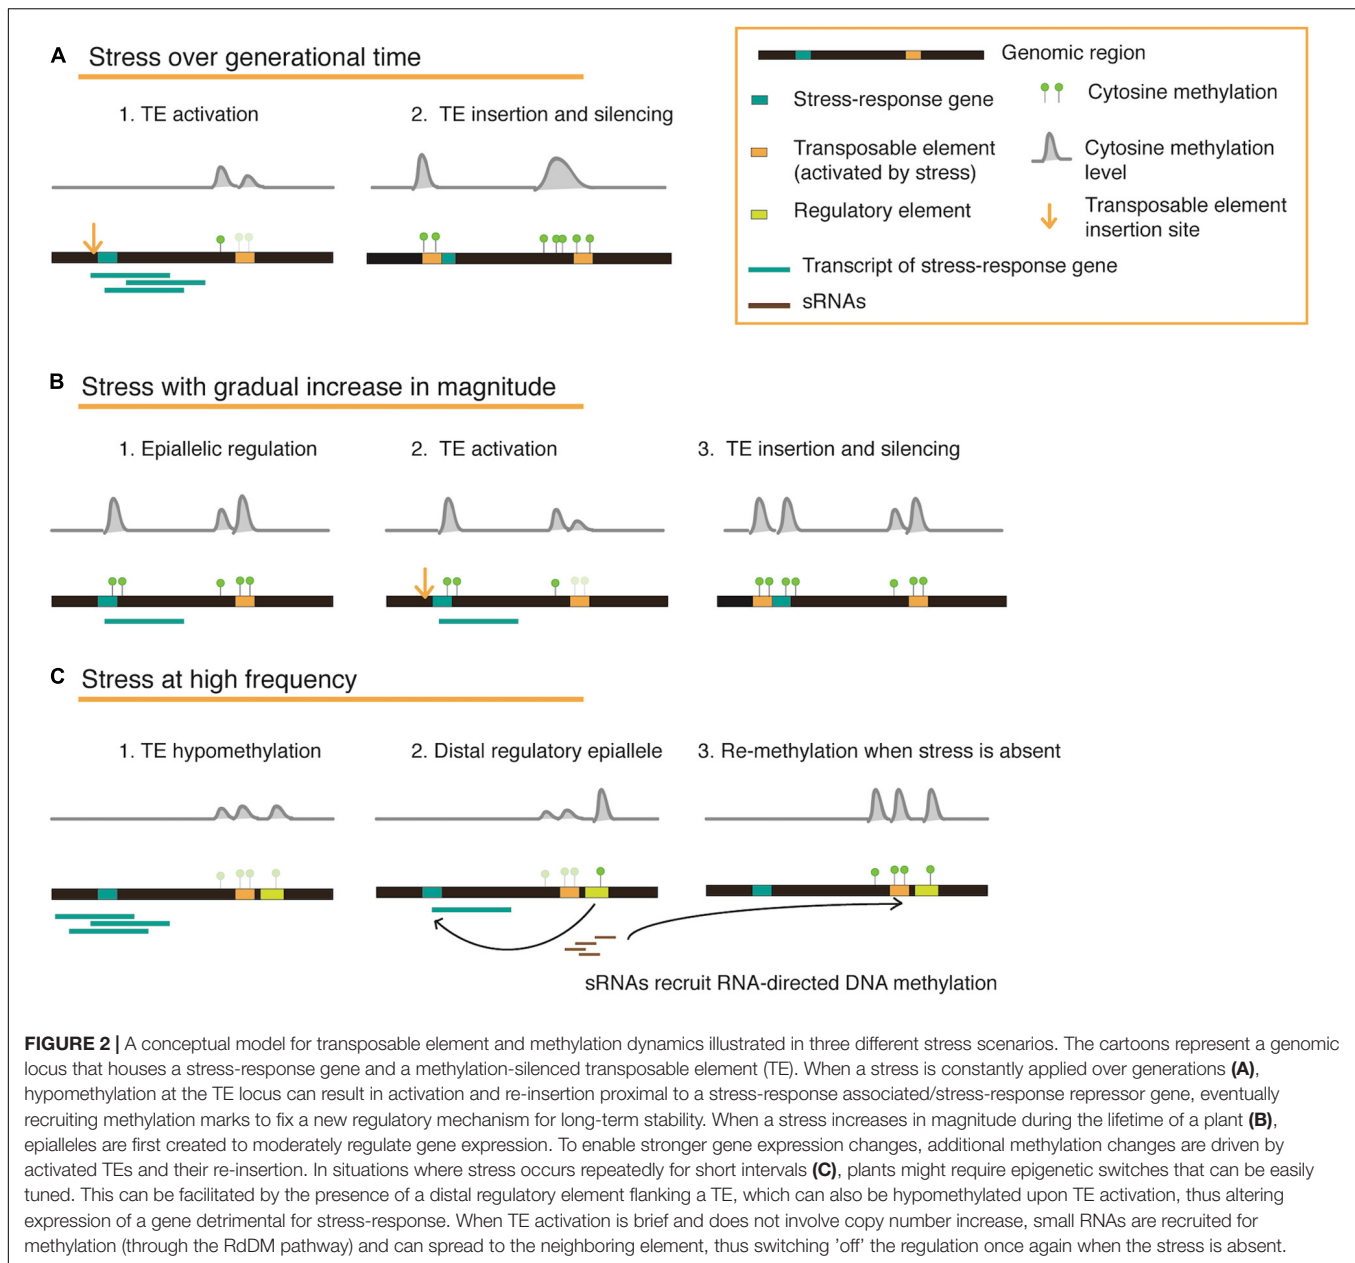 A Stress over generational time
1. TE activation
2. TE insertion and silencing
Genomic region
Stress-response gene
Cytosine methylation
Transposable element
(activated by stress)
Cytosine methylation
level
Regulatory element
Transposable element
insertion site
Transcript of stress-response gene
sRNAs
B Stress with gradual increase in magnitude
1. Epiallelic regulation
2. TE activation
3. TE insertion and silencing
C Stress at high frequency
1. TE hypomethylation
2. Distal regulatory epiallele
3. Re-methylation when stress is absent
sRNAs recruit RNA-directed DNA methylation
FIGURE 2 | A conceptual model for transposable element and methylation dynamics illustrated in three different stress scenarios. The cartoons represent a genomic
locus that houses a stress-response gene and a methylation-silenced transposable element (TE). When a stress is constantly applied over generations (A),
hypomethylation at the TE locus can result in activation and re-insertion proximal to a stress-response associated/stress-response repressor gene, eventually
recruiting methylation marks to fix a new regulatory mechanism for long-term stability. When a stress increases in magnitude during the lifetime of a plant (B),
epialleles are first created to moderately regulate gene expression. To enable stronger gene expression changes, additional methylation changes are driven by
activated TEs and their re-insertion. In situations where stress occurs repeatedly for short intervals (C), plants might require epigenetic switches that can be easily
tuned. This can be facilitated by the presence of a distal regulatory element flanking a TE, which can also be hypomethylated upon TE activation, thus altering
expression of a gene detrimental for stress-response. When TE activation is brief and does not involve copy number increase, small RNAs are recruited for
methylation (through the RdDM pathway) and can spread to the neighboring element, thus switching 'off' the regulation once again when the stress is absent.